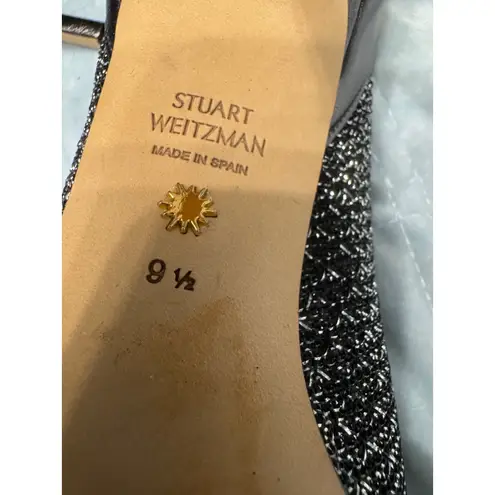 STUART
WEITZMAN
MADE IN SPAIN
9 ½